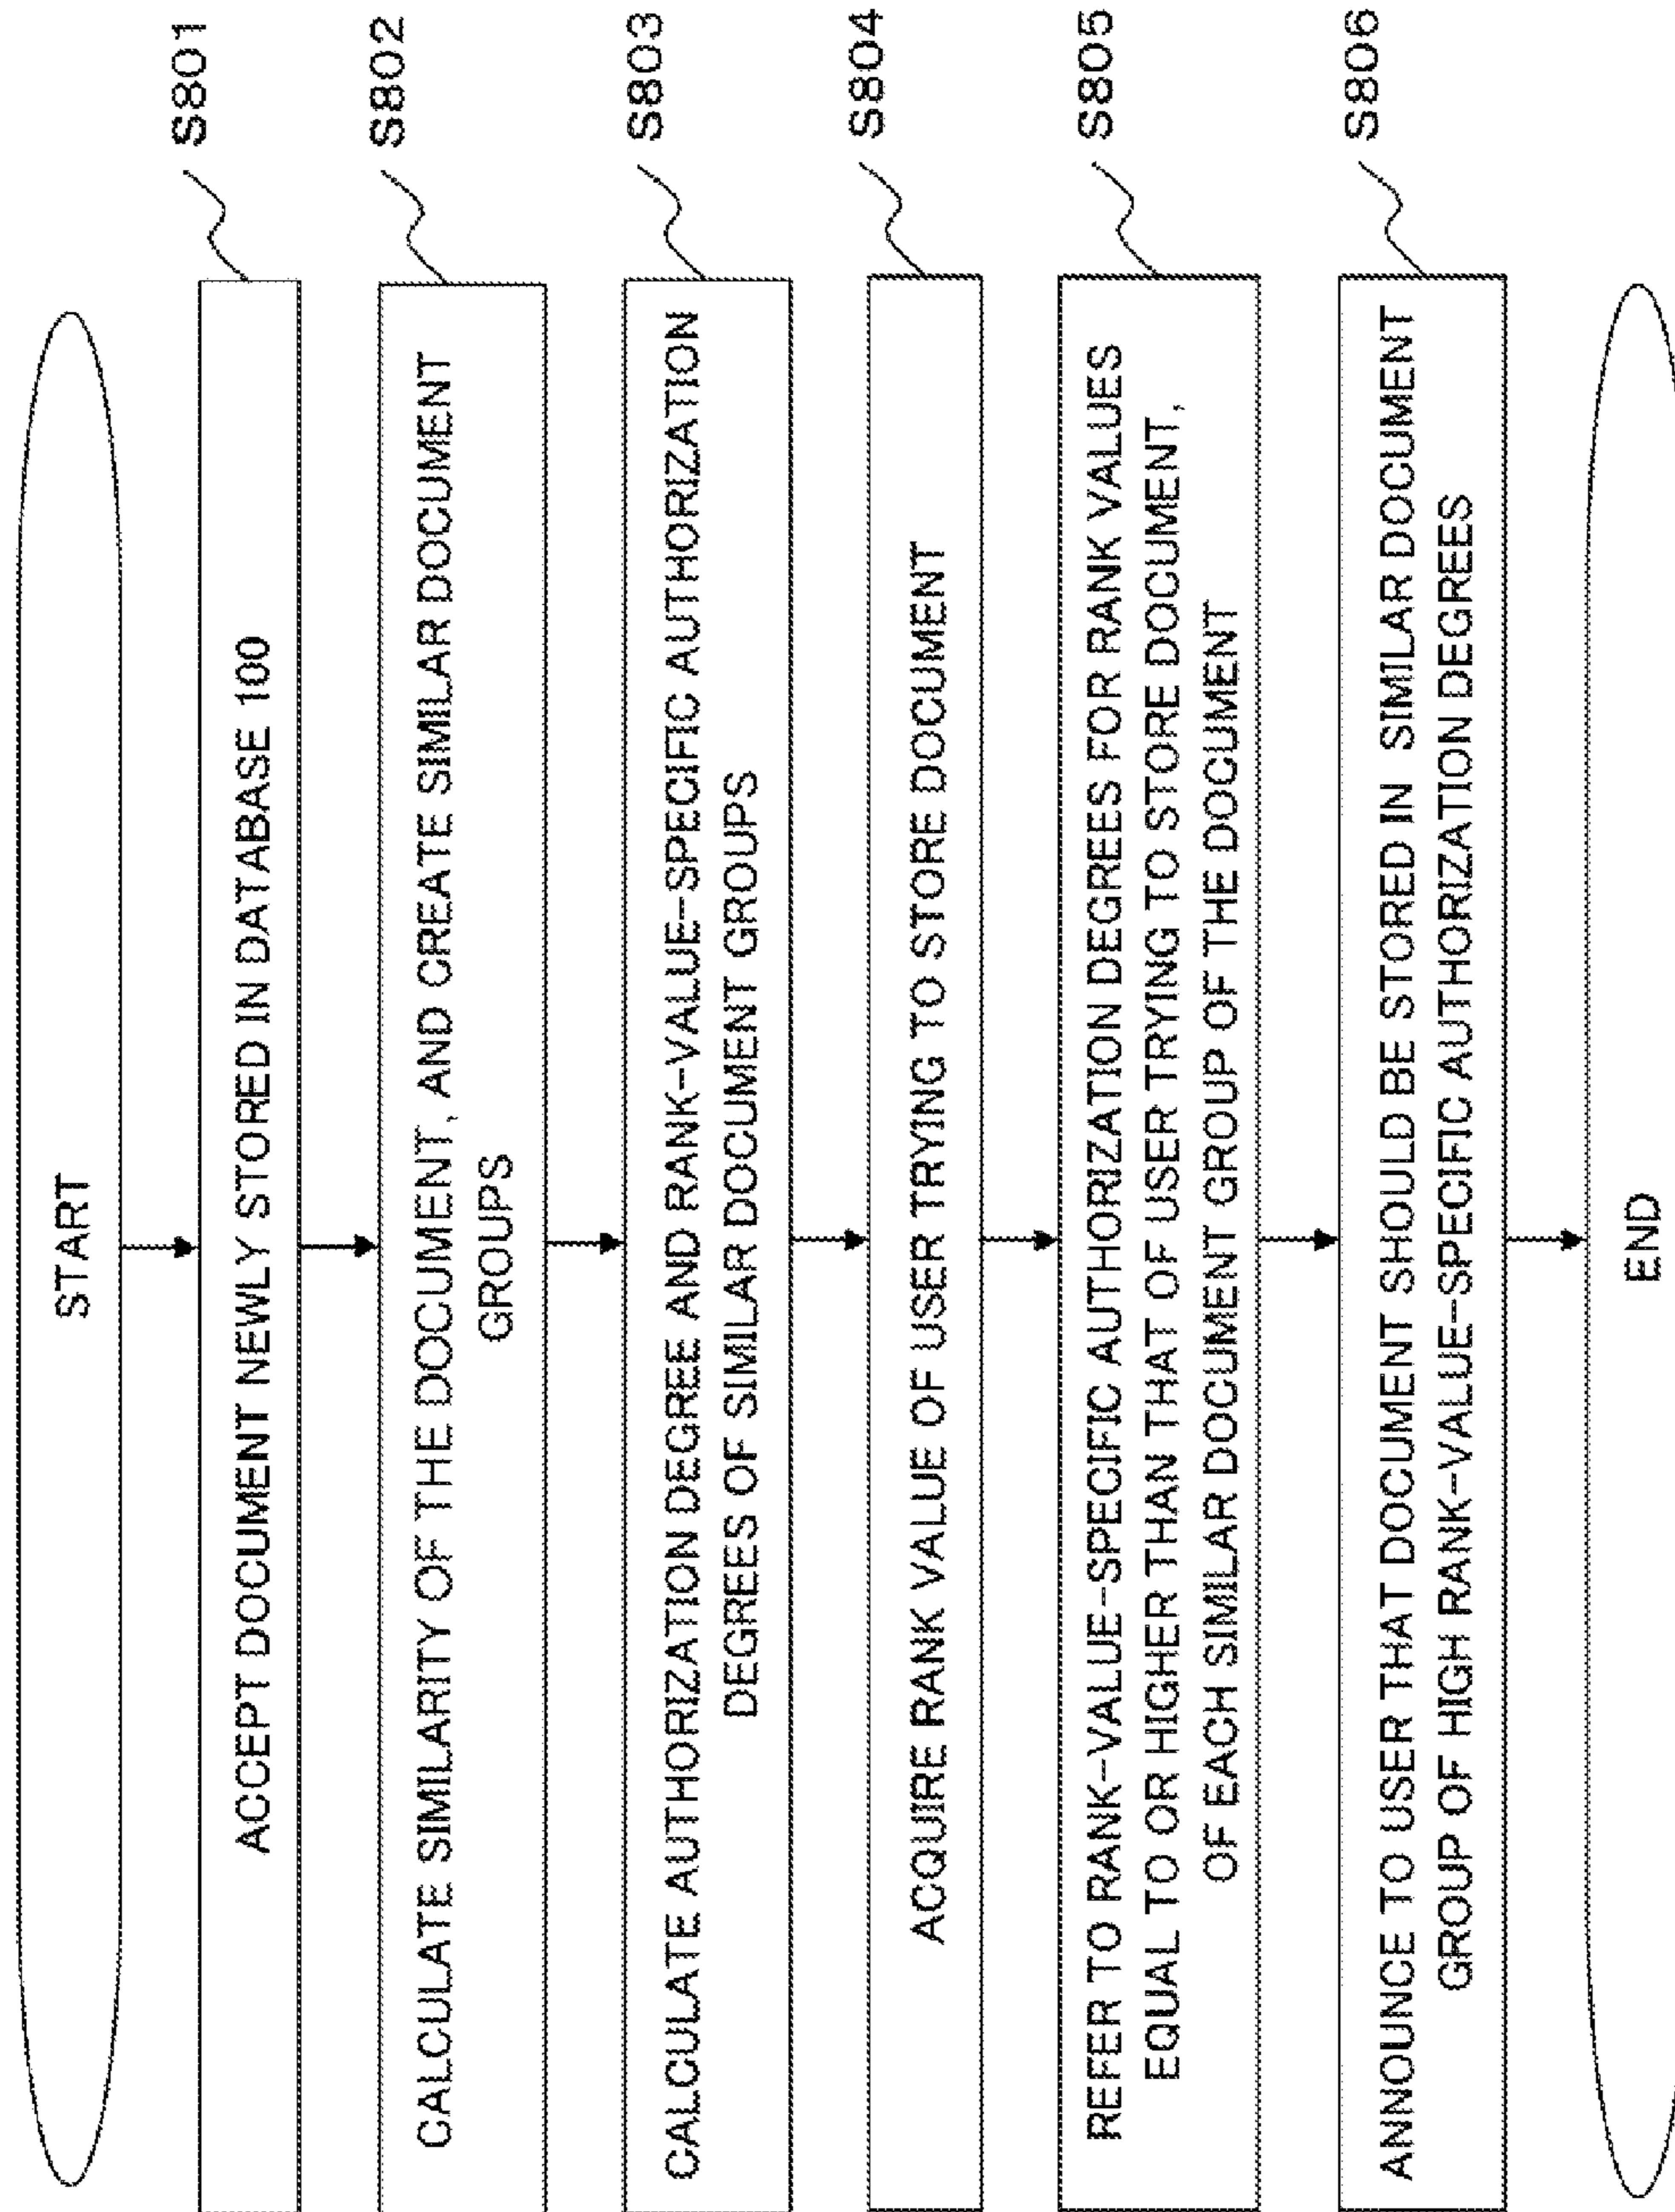 START
ACCEPT DOCUMENT NEWLY STORED IN DATABASE 100
S801
CALCULATE SIMILARITY OF THE DOCUMENT, AND CREATE SIMILAR DOCUMENT
GROUPS
S802
CALCULATE AUTHORIZATION DEGREE AND RANK-VALUE-SPECIFIC AUTHORIZATION
DEGREES OF SIMILAR DOCUMENT GROUPS
S803
ACQUIRE RANK VALUE OF USER TRYING TO STORE DOCUMENT
S804
REFER TO RANK-VALUE-SPECIFIC AUTHORIZATION DEGREES FOR RANK VALUES
EQUAL TO OR HIGHER THAN THAT OF USER TRYING TO STORE DOCUMENT,
OF EACH SIMILAR DOCUMENT GROUP OF THE DOCUMENT
S805
ANNOUNCE TO USER THAT DOCUMENT SHOULD BE STORED IN SIMILAR DOCUMENT
GROUP OF HIGH RANK-VALUE-SPECIFIC AUTHORIZATION DEGREES
S806
END